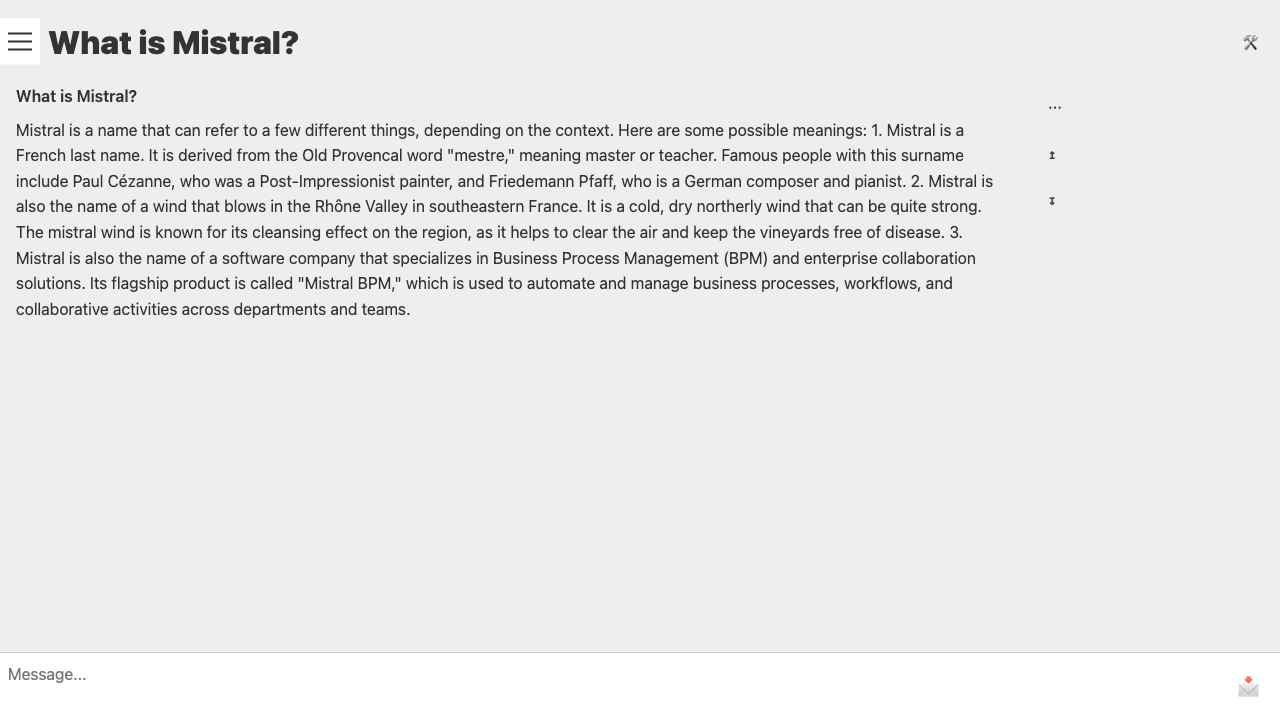 What is Mistral?
What is Mistral?
...
Mistral is a name that can refer to a few different things, depending on the context. Here are some possible meanings: 1. Mistral is a
French last name. It is derived from the Old Provencal word "mestre," meaning master or teacher. Famous people with this surname
include Paul Cézanne, who was a Post-Impressionist painter, and Friedemann Pfaff, who is a German composer and pianist. 2. Mistral is
also the name of a wind that blows in the Rhône Valley in southeastern France. It is a cold, dry northerly wind that can be quite strong.
The mistral wind is known for its cleansing effect on the region, as it helps to clear the air and keep the vineyards free of disease. 3.
Mistral is also the name of a software company that specializes in Business Process Management (BPM) and enterprise collaboration
solutions. Its flagship product is called "Mistral BPM," which is used to automate and manage business processes, workflows, and
collaborative activities across departments and teams.
Message...